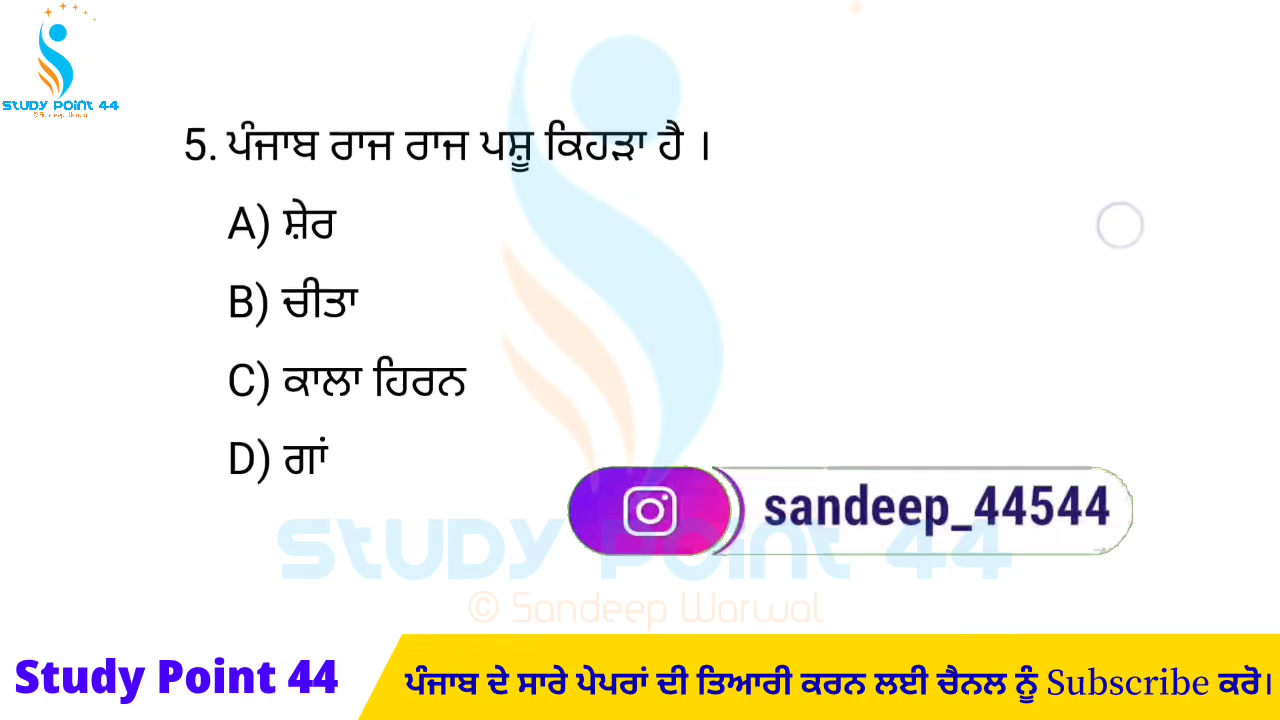 STUDY POINT 44
5. ਪੰਜਾਬ ਰਾਜ ਰਾਜ ਪਸ਼ੂ ਕਿਹੜਾ ਹੈ ।
A) ਸ਼ੇਰ
B) ਚੀਤਾ
C) ਕਾਲਾ ਹਿਰਨ
D) ਗਾਂ
sandeep_44544
STUDY POINT 44
© Sandeep Warwal
Study Point 44
ਪੰਜਾਬ ਦੇ ਸਾਰੇ ਪੇਪਰਾਂ ਦੀ ਤਿਆਰੀ ਕਰਨ ਲਈ ਚੈਨਲ ਨੂੰ Subscribe ਕਰੋ।